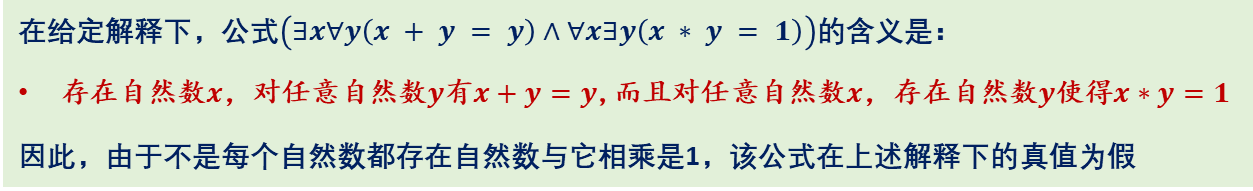 在给定解释下，公式(∃x∀y(x + y = y) ∧ ∀x∃y(x * y = 1))的含义是：
• 存在自然数x，对任意自然数y有x + y = y, 而且对任意自然数x，存在自然数y使得x * y = 1
因此，由于不是每个自然数都存在自然数与它相乘是1，该公式在上述解释下的真值为假